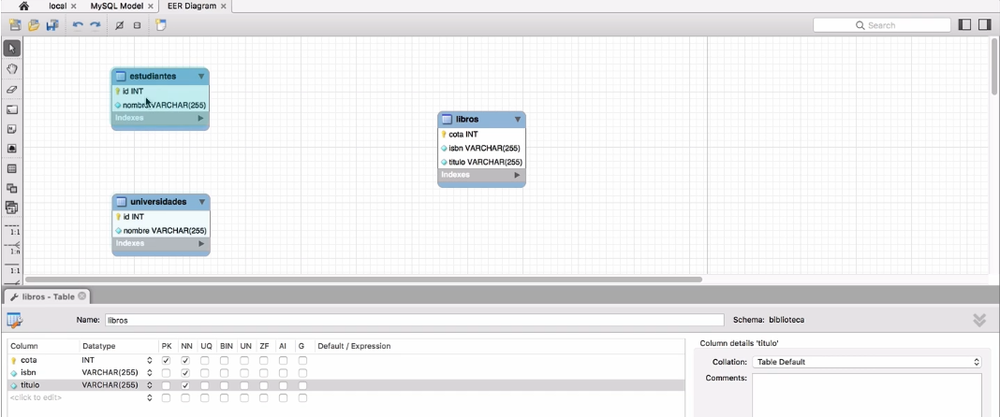 local × MySQL Model × EER Diagram ×
Search
estudiantes
id INT
nombre VARCHAR(255)
Indexes
libros
cota INT
isbn VARCHAR(255)
titulo VARCHAR(255)
Indexes
universidades
id INT
nombre VARCHAR(255)
Indexes
1:1
1:n
1:1
libros - Table
Name: libros Schema: biblioteca
Column Datatype PK NN UQ BIN UN ZF AI G Default / Expression
cota INT
isbn VARCHAR(255)
titulo VARCHAR(255)
<click to edit>
Column details 'titulo'
Collation: Table Default
Comments: